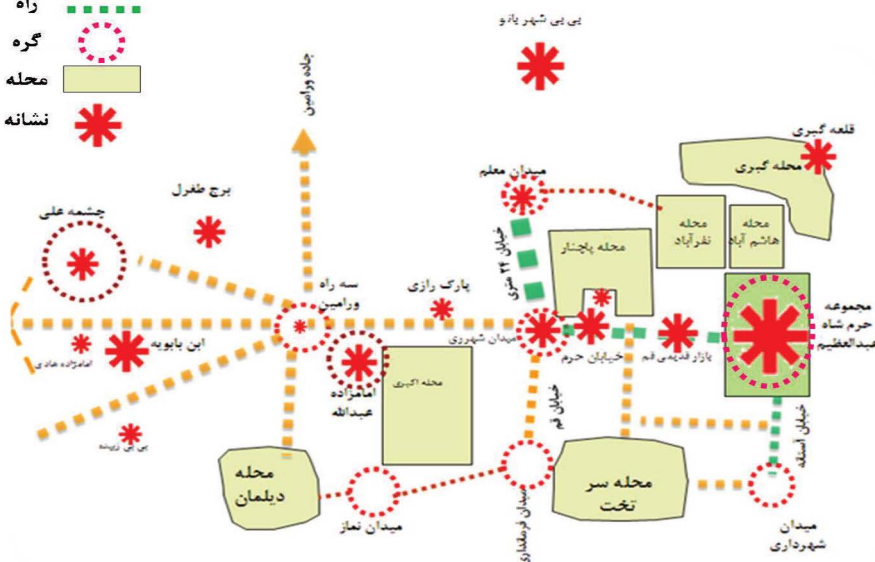 راه
گره
محله
نشانه
بی بی شهر بانو
جاده ورامین
قلعه گبری
محله گبری
میدان معلم
برج طغرل
چشمه علی
محله
نفرآباد
محله
هاشم آباد
محله پاچنار
خیابان ۲۴ متری
سه راه
ورامین
پارک رازی
مجموعه
حرم شاه
عبدالعظیم
میدان شهرری
خیابان حرم
بازار قدیمی قم
ابن بابویه
امامزاده هادی
امامزاده
عبدالله
محله اکبری
خیابان قم
خیابان آستانه
بی بی زبیده
محله
دیلمان
میدان نماز
میدان فرمانداری
محله سر
تخت
میدان
شهرداری